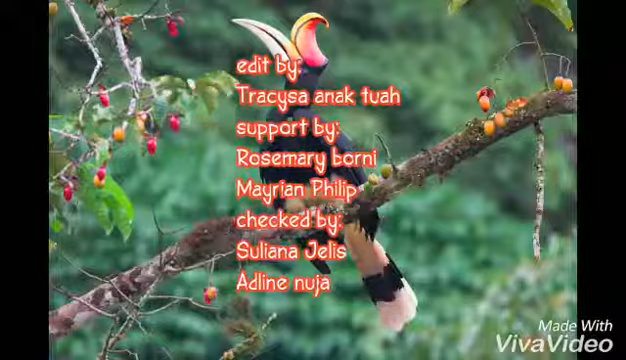 edit by:
Tracysa anak tuah
support by:
Rosemary borni
Mayrian Philip
checked by:
Suliana Jelis
Adline nuja
Made With
VivaVideo